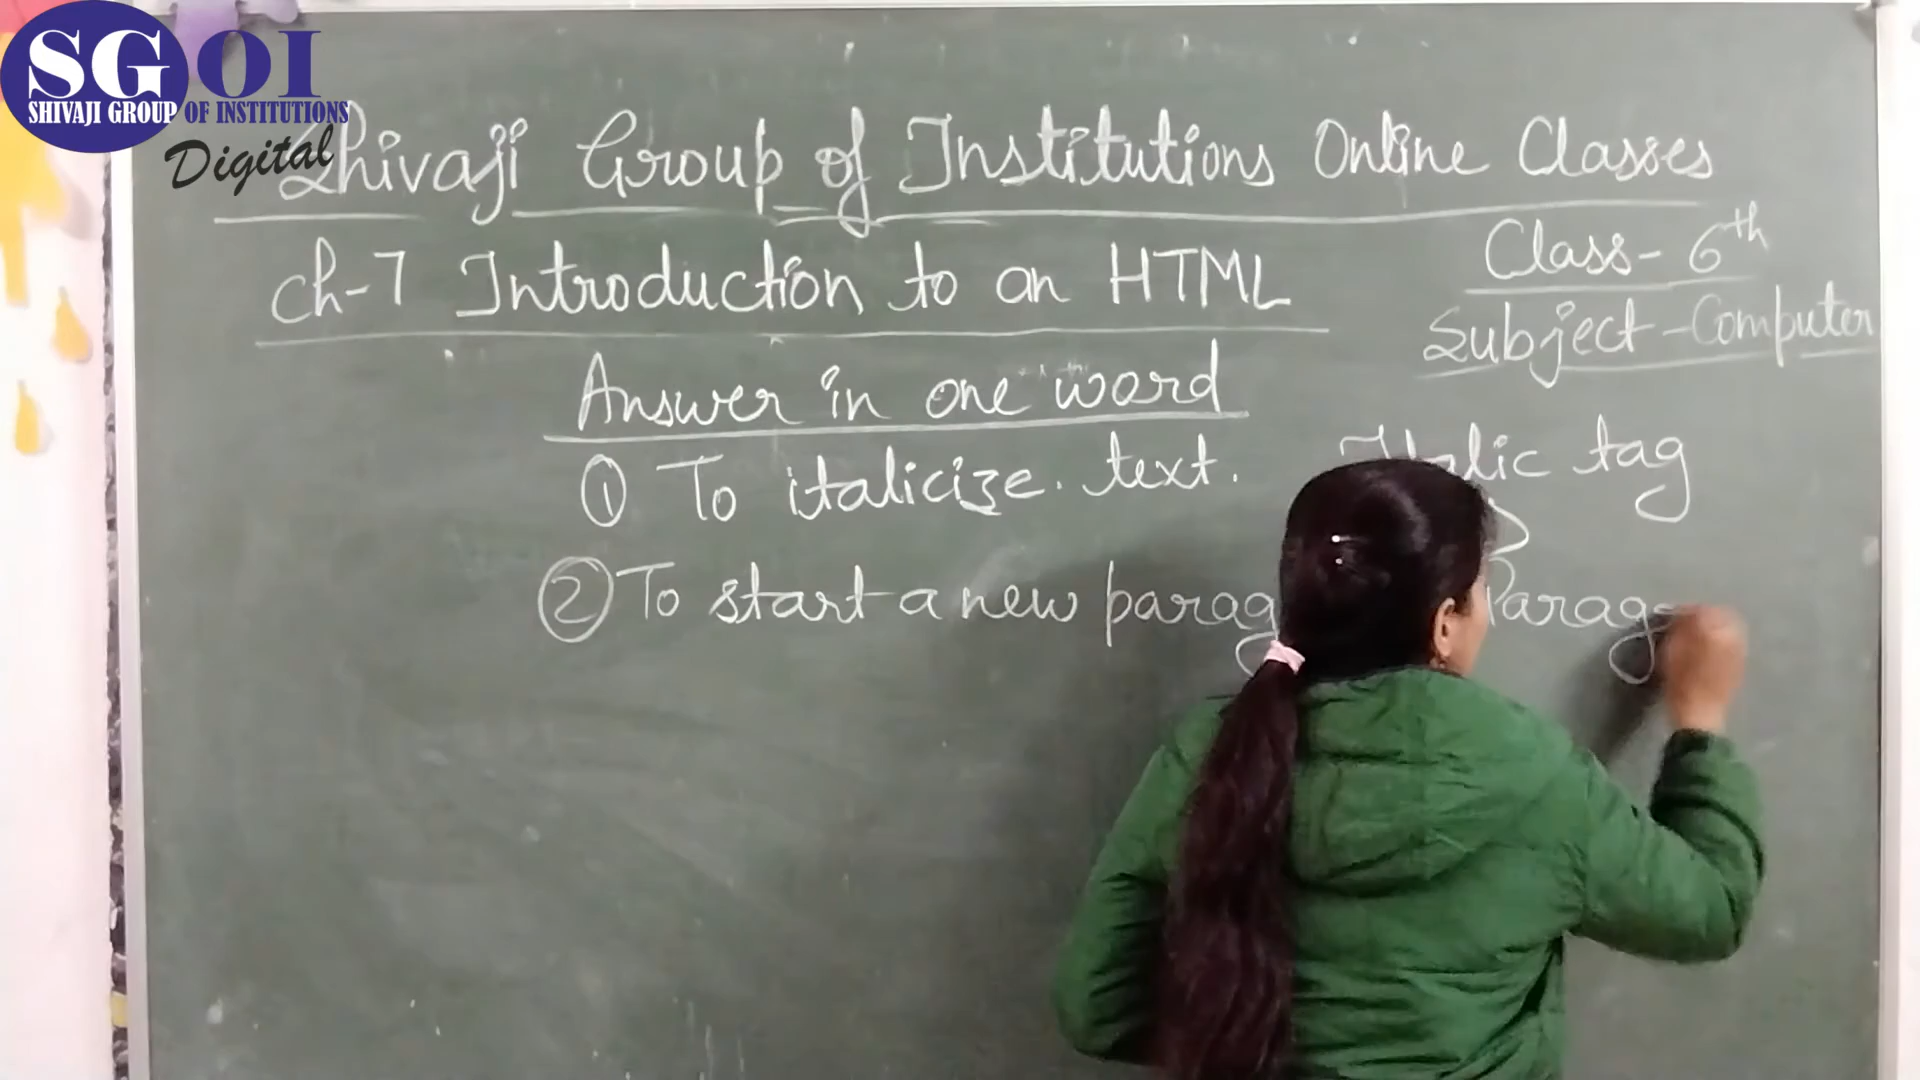 SGOI
SHIVAJI GROUP OF INSTITUTIONS
Digital
Shivaji Group of Institutions Online Classes
Ch-7 Introduction to an HTML
Class- 6th
Subject-Computer
Answer in one word
① To italicize. text. Italic tag
② To start a new parag Parag